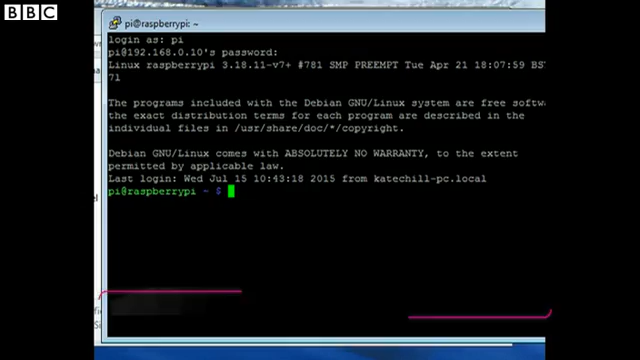 BBC
pi@raspberrypi: ~
login as: pi
pi@192.168.0.10's password:
Linux raspberrypi 3.18.11-v7+ #781 SMP PREEMPT Tue Apr 21 18:07:59 BS
71
The programs included with the Debian GNU/Linux system are free softw
the exact distribution terms for each program are described in the
individual files in /usr/share/doc/*/copyright.
Debian GNU/Linux comes with ABSOLUTELY NO WARRANTY, to the extent
permitted by applicable law.
Last login: Wed Jul 15 10:43:18 2015 from katechill-pc.local
pi@raspberrypi ~ $